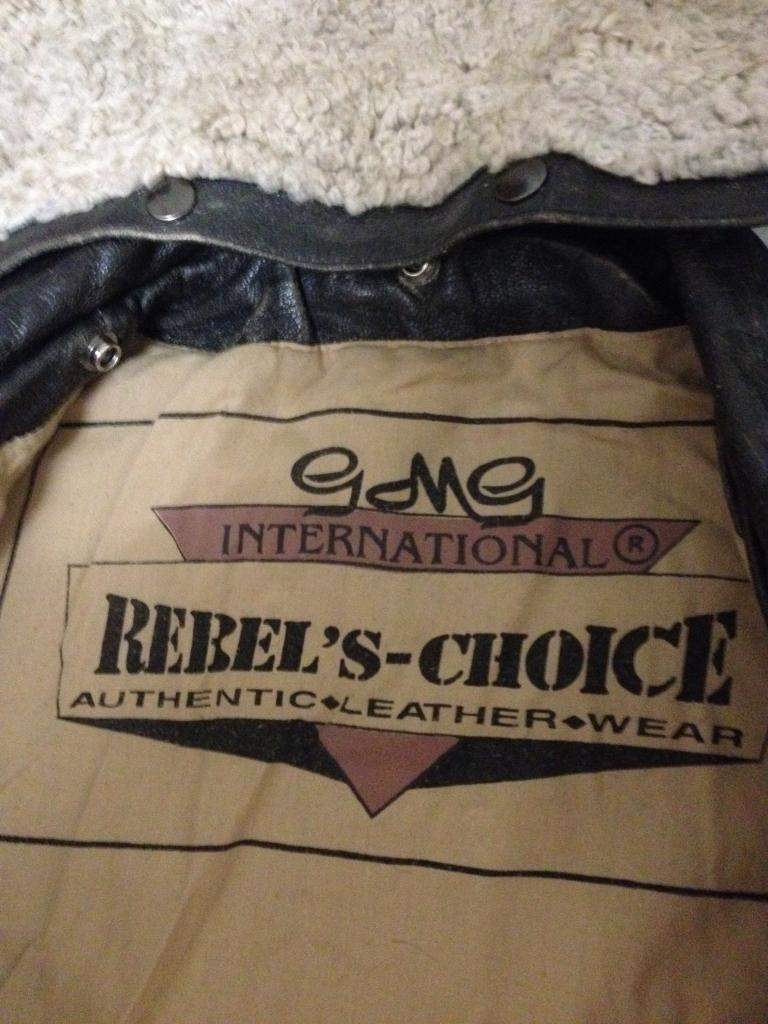 GMG
INTERNATIONAL ®
REBEL'S-CHOICE
AUTHENTIC◆LEATHER◆WEAR